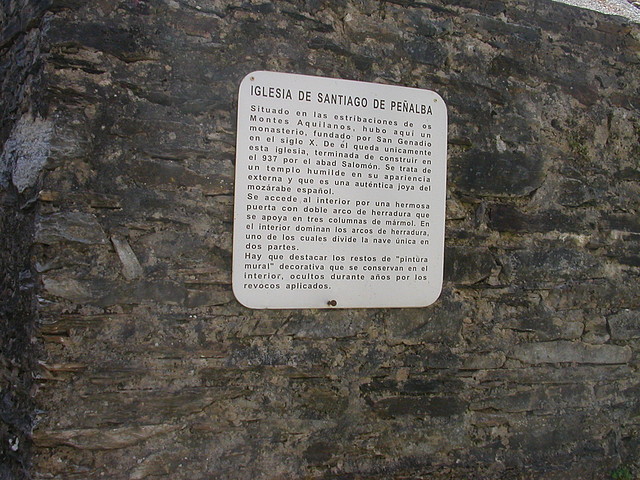 IGLESIA DE SANTIAGO DE PEÑALBA
Situado en las estribaciones de os
Montes Aquilanos, hubo aquí un
monasterio, fundado por San Genadio
en el siglo X. De él queda unicamente
esta iglesia, terminada de construir en
el 937 por el abad Salomón. Se trata de
un templo humilde en su apariencia
externa y que es una auténtica joya del
mozárabe español.
Se accede al interior por una hermosa
puerta con doble arco de herradura que
se apoya en tres columnas de mármol. En
el interior dominan los arcos de herradura,
uno de los cuales divide la nave única en
dos partes.
Hay que destacar los restos de "pintura
mural" decorativa que se conservan en el
interior, ocultos durante años por los
revocos aplicados.